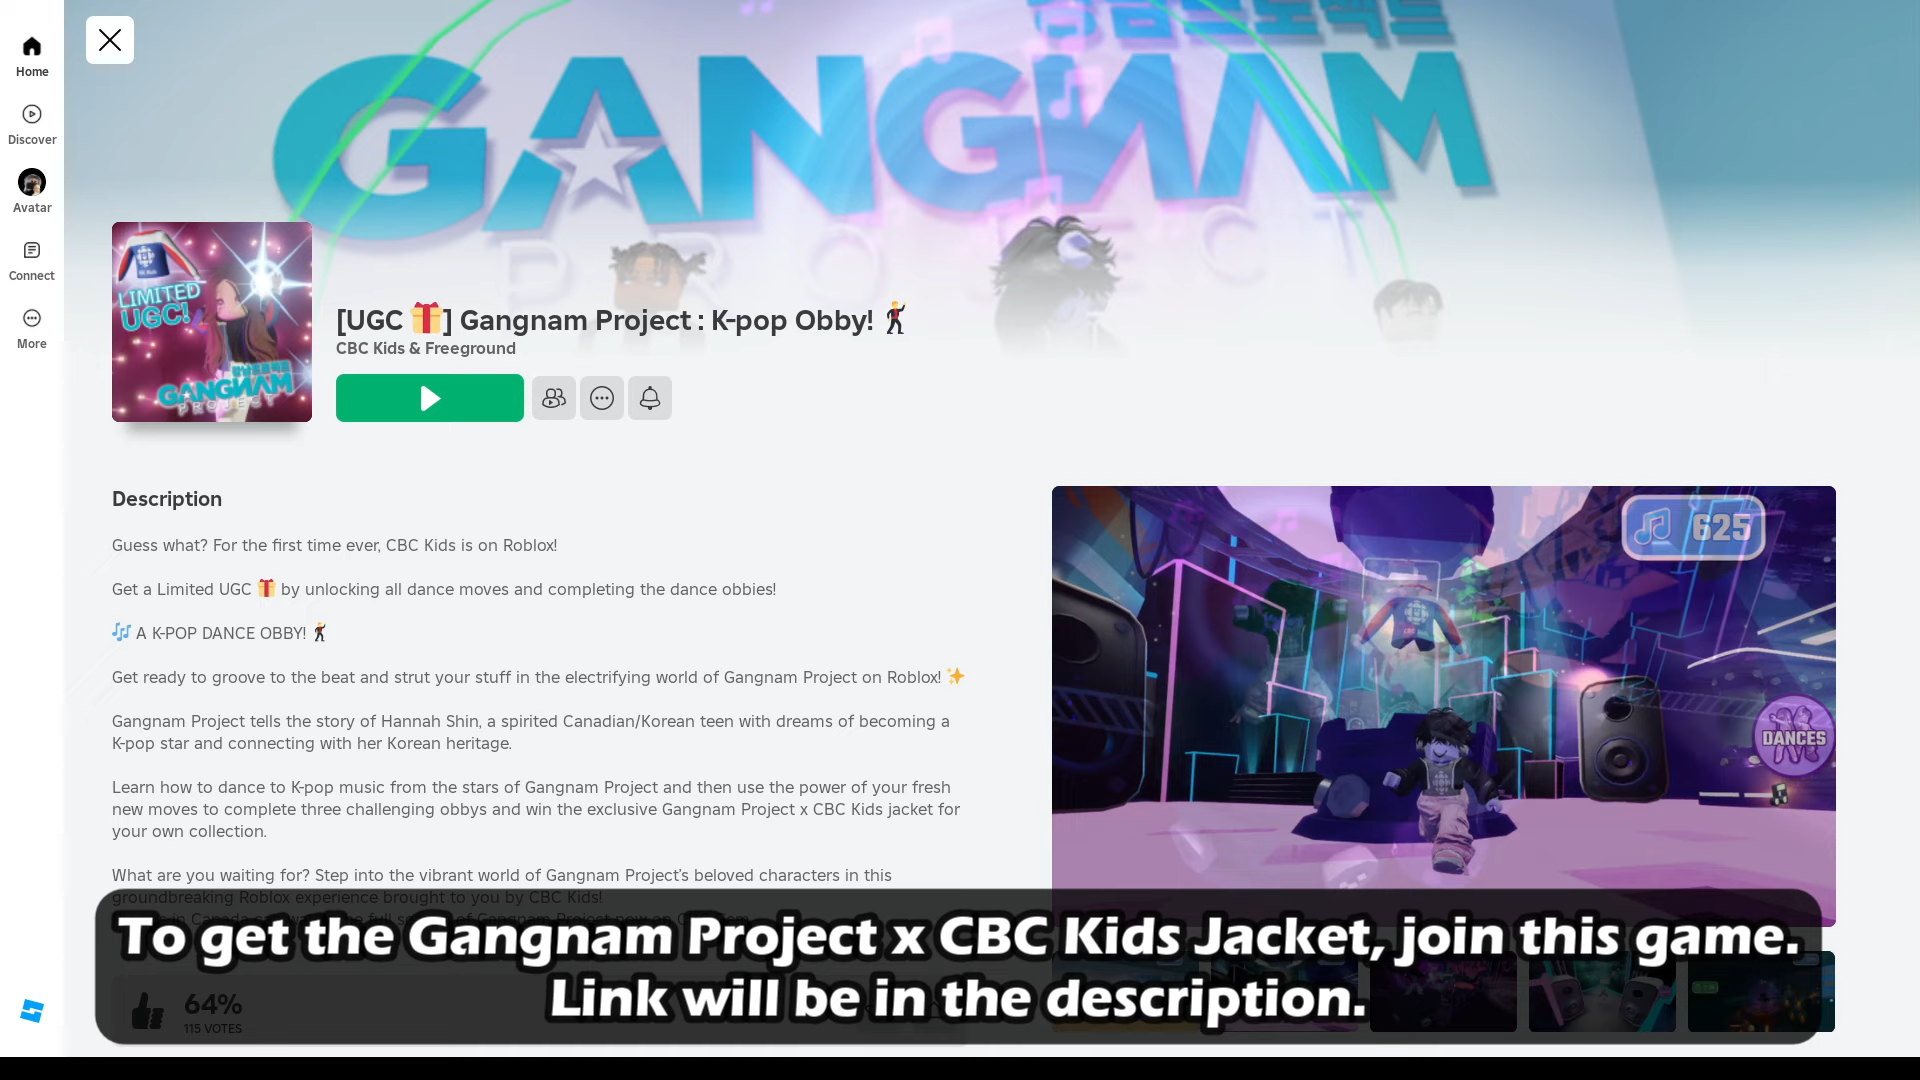 Home
Discover
Avatar
Connect
More
GANGNAM
PROJECT
LIMITED
UGC!
강남프로젝트
GANGNAM
PROJECT
[UGC 🎁] Gangnam Project : K-pop Obby! 🕺
CBC Kids & Freeground
Description
Guess what? For the first time ever, CBC Kids is on Roblox!
Get a Limited UGC 🎁 by unlocking all dance moves and completing the dance obbies!
🎶 A K-POP DANCE OBBY! 🕺
Get ready to groove to the beat and strut your stuff in the electrifying world of Gangnam Project on Roblox! ✨
Gangnam Project tells the story of Hannah Shin, a spirited Canadian/Korean teen with dreams of becoming a
K-pop star and connecting with her Korean heritage.
Learn how to dance to K-pop music from the stars of Gangnam Project and then use the power of your fresh
new moves to complete three challenging obbys and win the exclusive Gangnam Project x CBC Kids jacket for
your own collection.
What are you waiting for? Step into the vibrant world of Gangnam Project's beloved characters in this
groundbreaking Roblox experience brought to you by CBC Kids!
625
DANCES
To get the Gangnam Project x CBC Kids Jacket, join this game.
Link will be in the description.
64%
115 VOTES